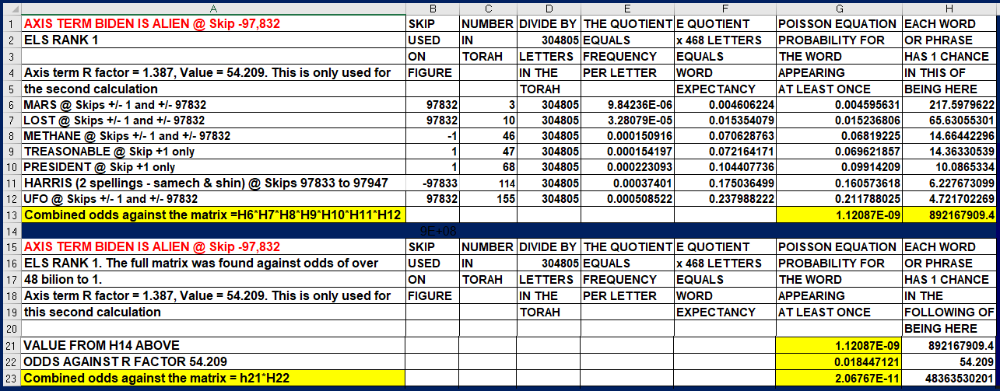 A B C D E F G H
1 AXIS TERM BIDEN IS ALIEN @ Skip -97,832 SKIP NUMBER DIVIDE BY THE QUOTIENT E QUOTIENT POISSON EQUATION EACH WORD
2 ELS RANK 1 USED IN 304805 EQUALS x 468 LETTERS PROBABILITY FOR OR PHRASE
3 ON TORAH LETTERS FREQUENCY EQUALS THE WORD HAS 1 CHANCE
4 Axis term R factor = 1.387, Value = 54.209. This is only used for FIGURE IN THE PER LETTER WORD APPEARING IN THIS OF
5 the second calculation TORAH EXPECTANCY AT LEAST ONCE BEING HERE
6 MARS @ Skips +/- 1 and +/- 97832 97832 3 304805 9.84236E-06 0.004606224 0.004595631 217.5979622
7 LOST @ Skips +/- 1 and +/- 97832 97832 10 304805 3.28079E-05 0.015354079 0.015236806 65.63055301
8 METHANE @ Skips +/- 1 and +/- 97832 -1 46 304805 0.000150916 0.070628763 0.06819225 14.66442296
9 TREASONABLE @ Skip +1 only 1 47 304805 0.000154197 0.072164171 0.069621857 14.36330539
10 PRESIDENT @ Skip +1 only 1 68 304805 0.000223093 0.104407736 0.09914209 10.0865334
11 HARRIS (2 spellings - samech & shin) @ Skips 97833 to 97947 -97833 114 304805 0.00037401 0.175036499 0.160573618 6.227673099
12 UFO @ Skips +/- 1 and +/- 97832 97832 155 304805 0.000508522 0.237988222 0.211788025 4.721702269
13 Combined odds against the matrix =H6*H7*H8*H9*H10*H11*H12 1.12087E-09 892167909.4
14 9E+08
15 AXIS TERM BIDEN IS ALIEN @ Skip -97,832 SKIP NUMBER DIVIDE BY THE QUOTIENT E QUOTIENT POISSON EQUATION EACH WORD
16 ELS RANK 1. The full matrix was found against odds of over USED IN 304805 EQUALS x 468 LETTERS PROBABILITY FOR OR PHRASE
17 48 bilion to 1. ON TORAH LETTERS FREQUENCY EQUALS THE WORD HAS 1 CHANCE
18 Axis term R factor = 1.387, Value = 54.209. This is only used for FIGURE IN THE PER LETTER WORD APPEARING IN THE
19 this second calculation TORAH EXPECTANCY AT LEAST ONCE FOLLOWING OF
20 BEING HERE
21 VALUE FROM H14 ABOVE 1.12087E-09 892167909.4
22 ODDS AGAINST R FACTOR 54.209 0.018447121 54.209
23 Combined odds against the matrix = h21*H22 2.06767E-11 48363530201